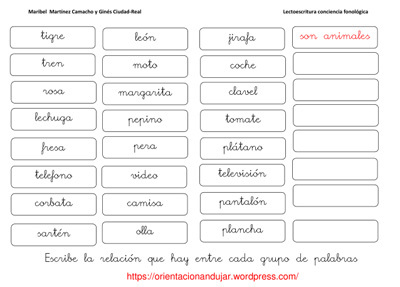 Maribel Martínez Camacho y Ginés Ciudad-Real Lectoescritura conciencia fonológica
tigre león jirafa son animales
tren moto coche
rosa margarita clavel
lechuga pepino tomate
fresa pera plátano
telefono video televisión
corbata camisa pantalón
sartén olla plancha
Escribe la relación que hay entre cada grupo de palabras
https://orientacionandujar.wordpress.com/